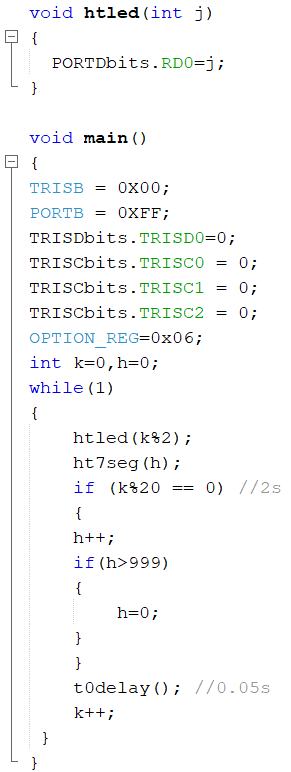 void htled(int j)
{
PORTDbits.RD0=j;
}
void main()
{
TRISB = 0X00;
PORTB = 0XFF;
TRISDbits.TRISD0=0;
TRISCbits.TRISC0 = 0;
TRISCbits.TRISC1 = 0;
TRISCbits.TRISC2 = 0;
OPTION_REG=0x06;
int k=0,h=0;
while(1)
{
htled(k%2);
ht7seg(h);
if (k%20 == 0) //2s
{
h++;
if(h>999)
{
h=0;
}
}
t0delay(); //0.05s
k++;
}
}